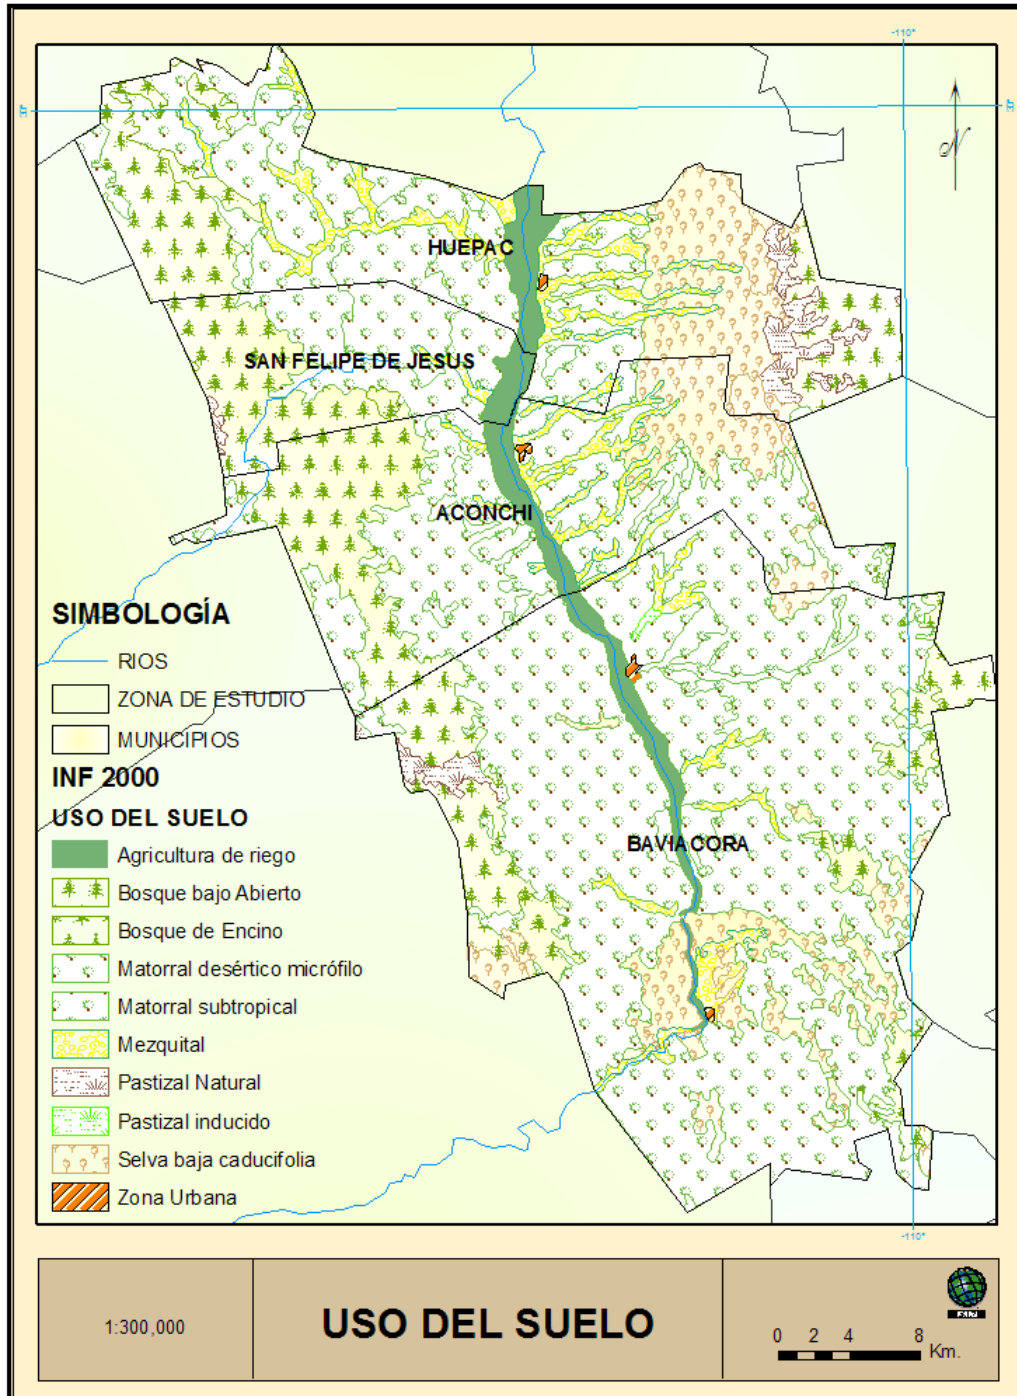 -110°
N
HUEPAC
SAN FELIPE DE JESUS
ACONCHI
BAVIACORA
SIMBOLOGÍA
RIOS
ZONA DE ESTUDIO
MUNICIPIOS
INF 2000
USO DEL SUELO
Agricultura de riego
Bosque bajo Abierto
Bosque de Encino
Matorral desértico micrófilo
Matorral subtropical
Mezquital
Pastizal Natural
Pastizal inducido
Selva baja caducifolia
Zona Urbana
-110°
1:300,000
USO DEL SUELO
0 2 4 8
Km.